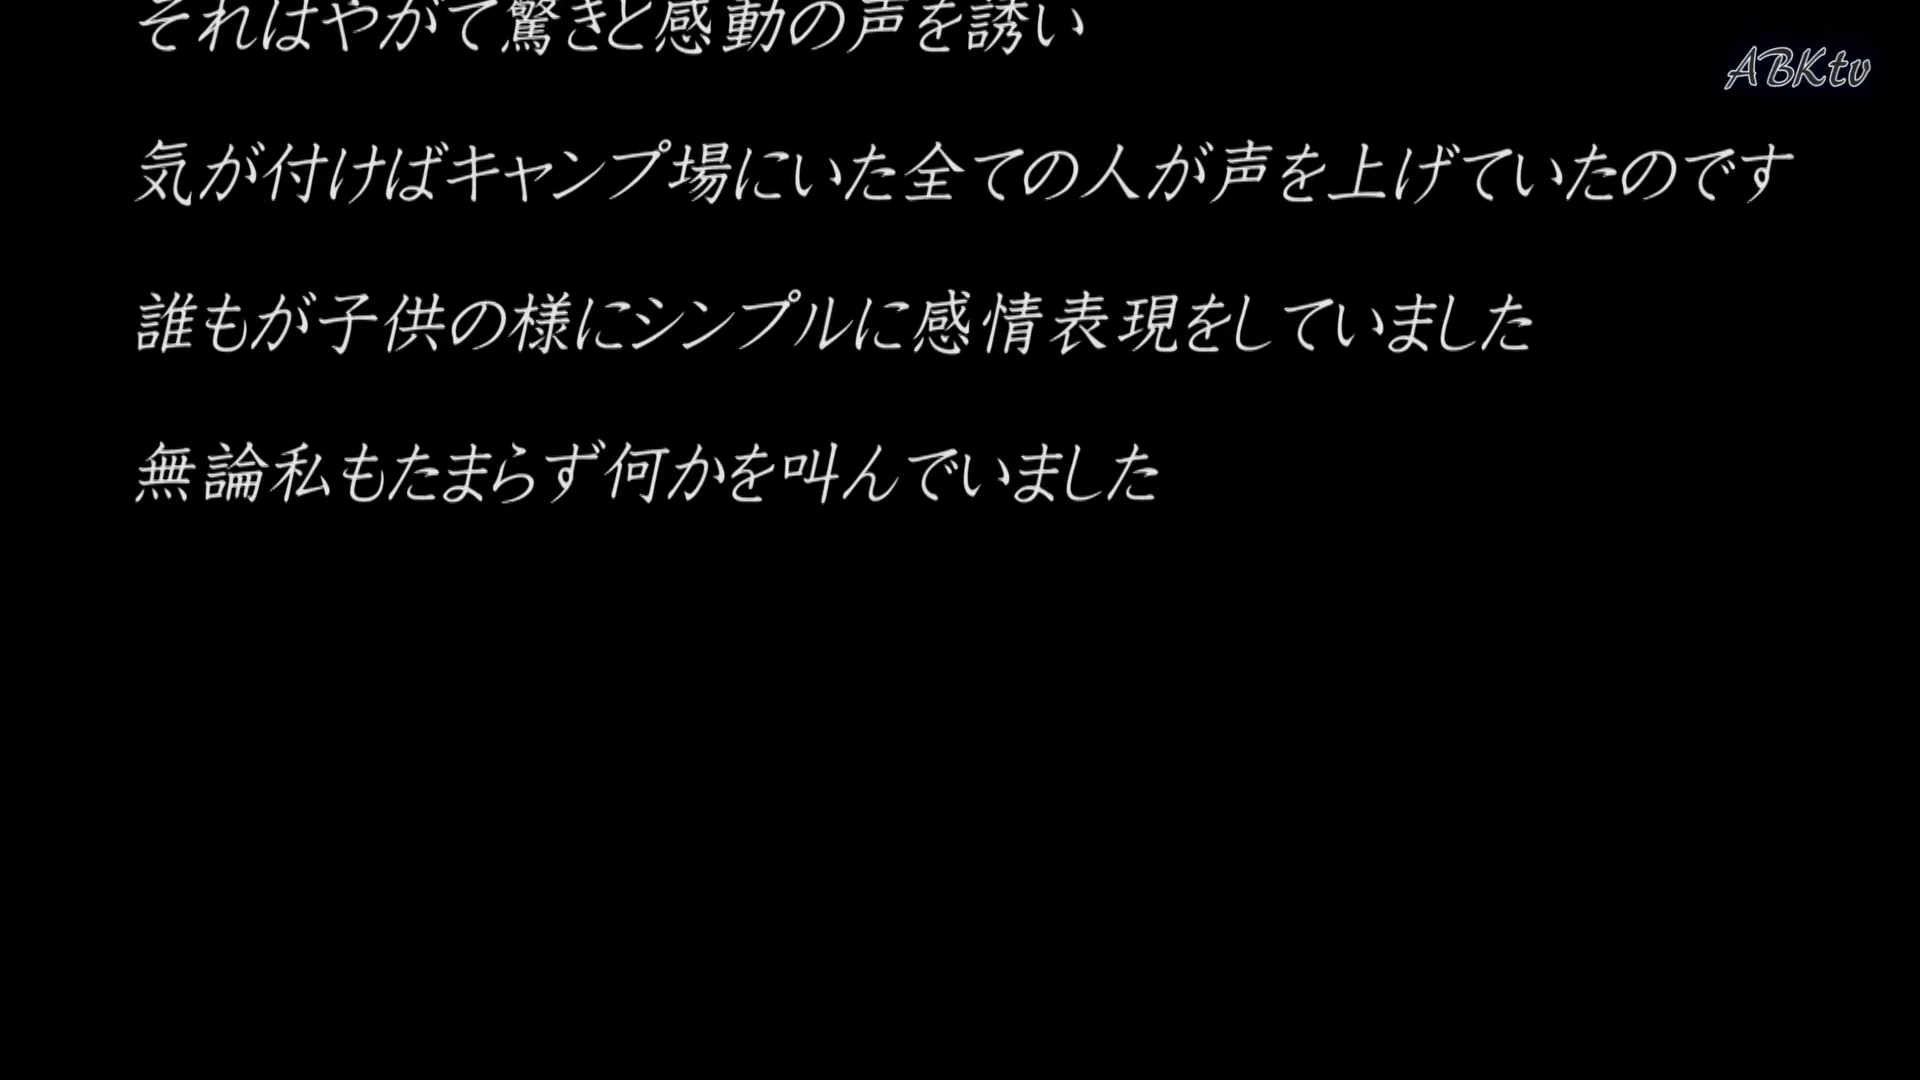 それはやがて驚きと感動の声を誘い
ABKtv
気が付けばキャンプ場にいた全ての人が声を上げていたのです
誰もが子供の様にシンプルに感情表現をしていました
無論私もたまらず何かを叫んでいました